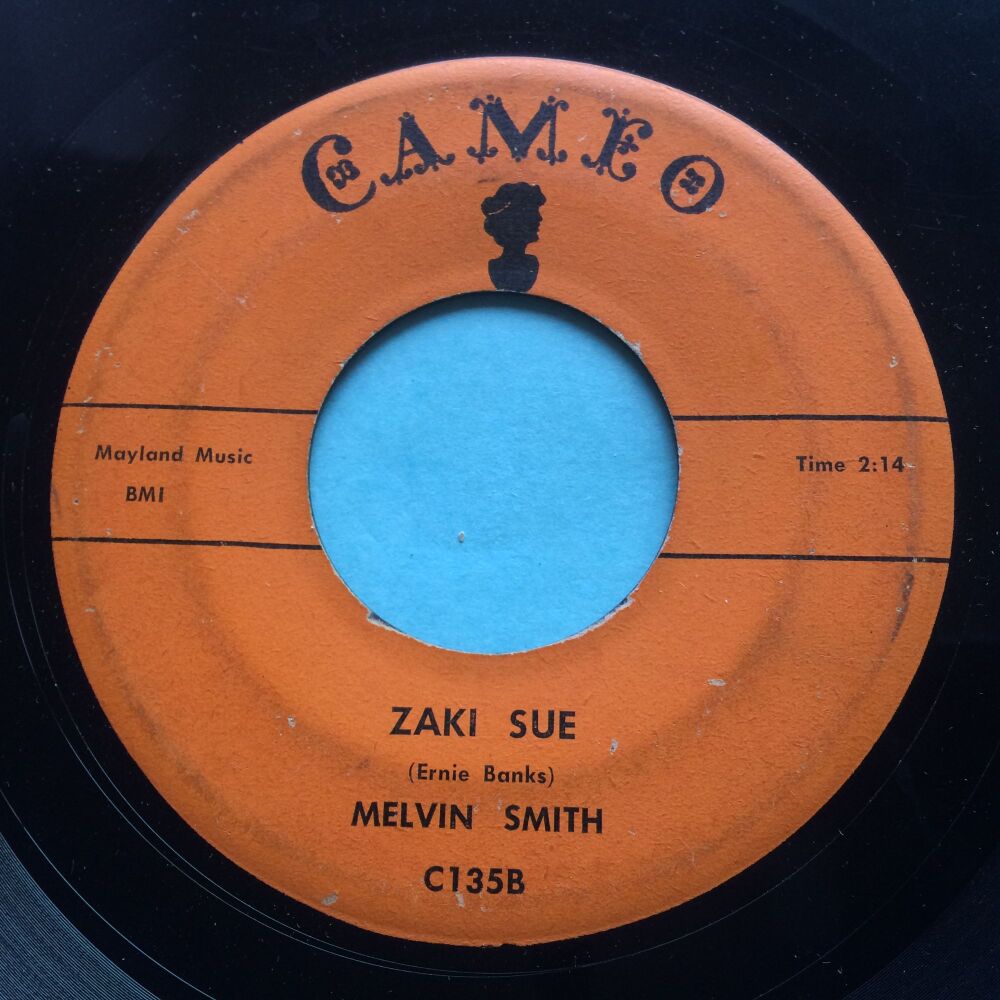 CAMEO
Mayland Music
BMI
Time 2:14
ZAKI SUE
(Ernie Banks)
MELVIN SMITH
C135B